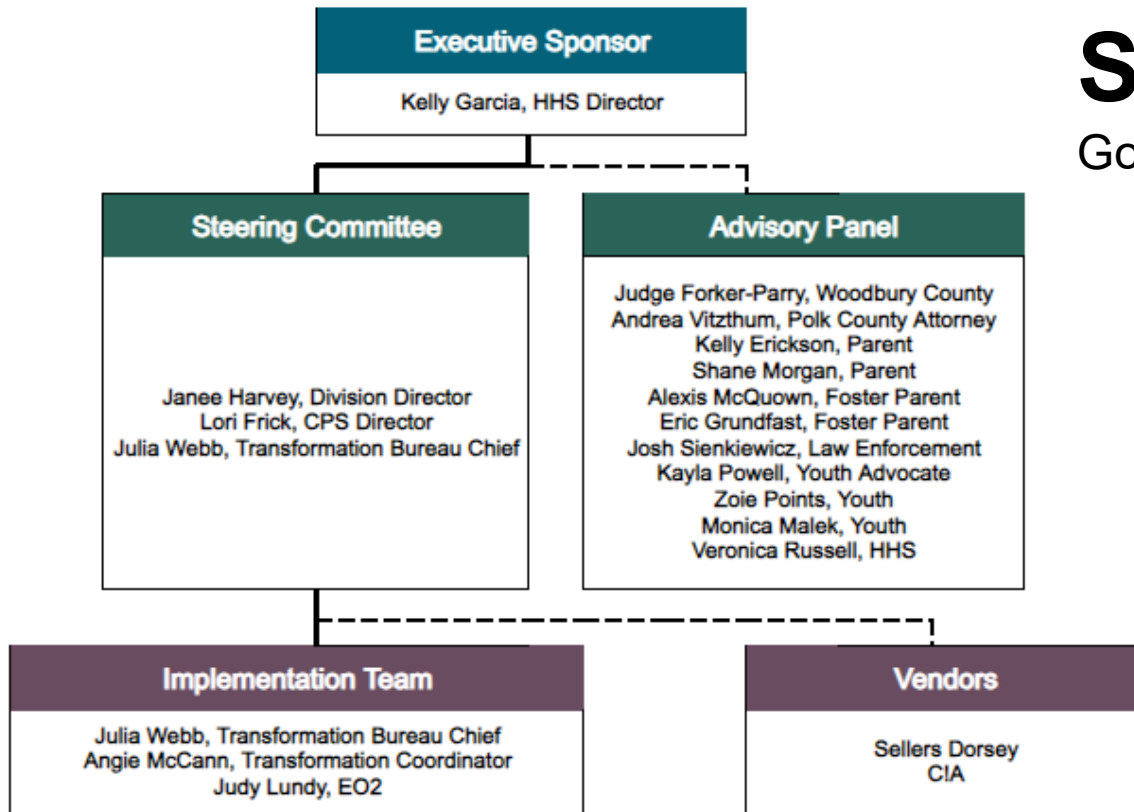 Executive Sponsor
Kelly Garcia, HHS Director
S
Go
Steering Committee
Janee Harvey, Division Director
Lori Frick, CPS Director
Julia Webb, Transformation Bureau Chief
Advisory Panel
Judge Forker-Parry, Woodbury County
Andrea Vitzthum, Polk County Attorney
Kelly Erickson, Parent
Shane Morgan, Parent
Alexis McQuown, Foster Parent
Eric Grundfast, Foster Parent
Josh Sienkiewicz, Law Enforcement
Kayla Powell, Youth Advocate
Zoie Points, Youth
Monica Malek, Youth
Veronica Russell, HHS
Implementation Team
Julia Webb, Transformation Bureau Chief
Angie McCann, Transformation Coordinator
Judy Lundy, EO2
Vendors
Sellers Dorsey
C!A